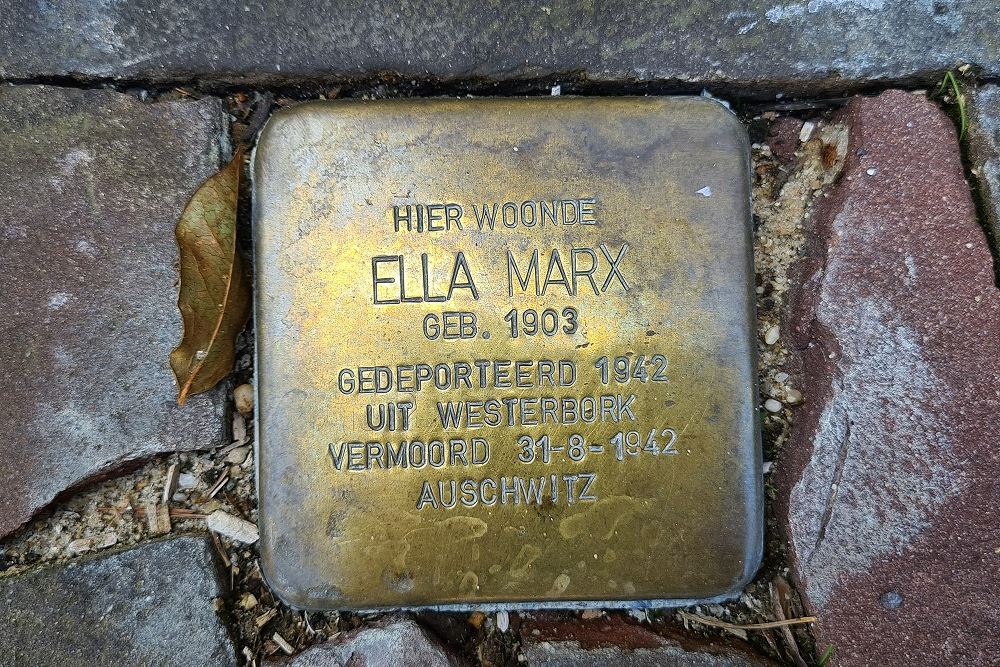 HIER WOONDE
ELLA MARX
GEB. 1903
GEDEPORTEERD 1942
UIT WESTERBORK
VERMOORD 31-8-1942
AUSCHWITZ